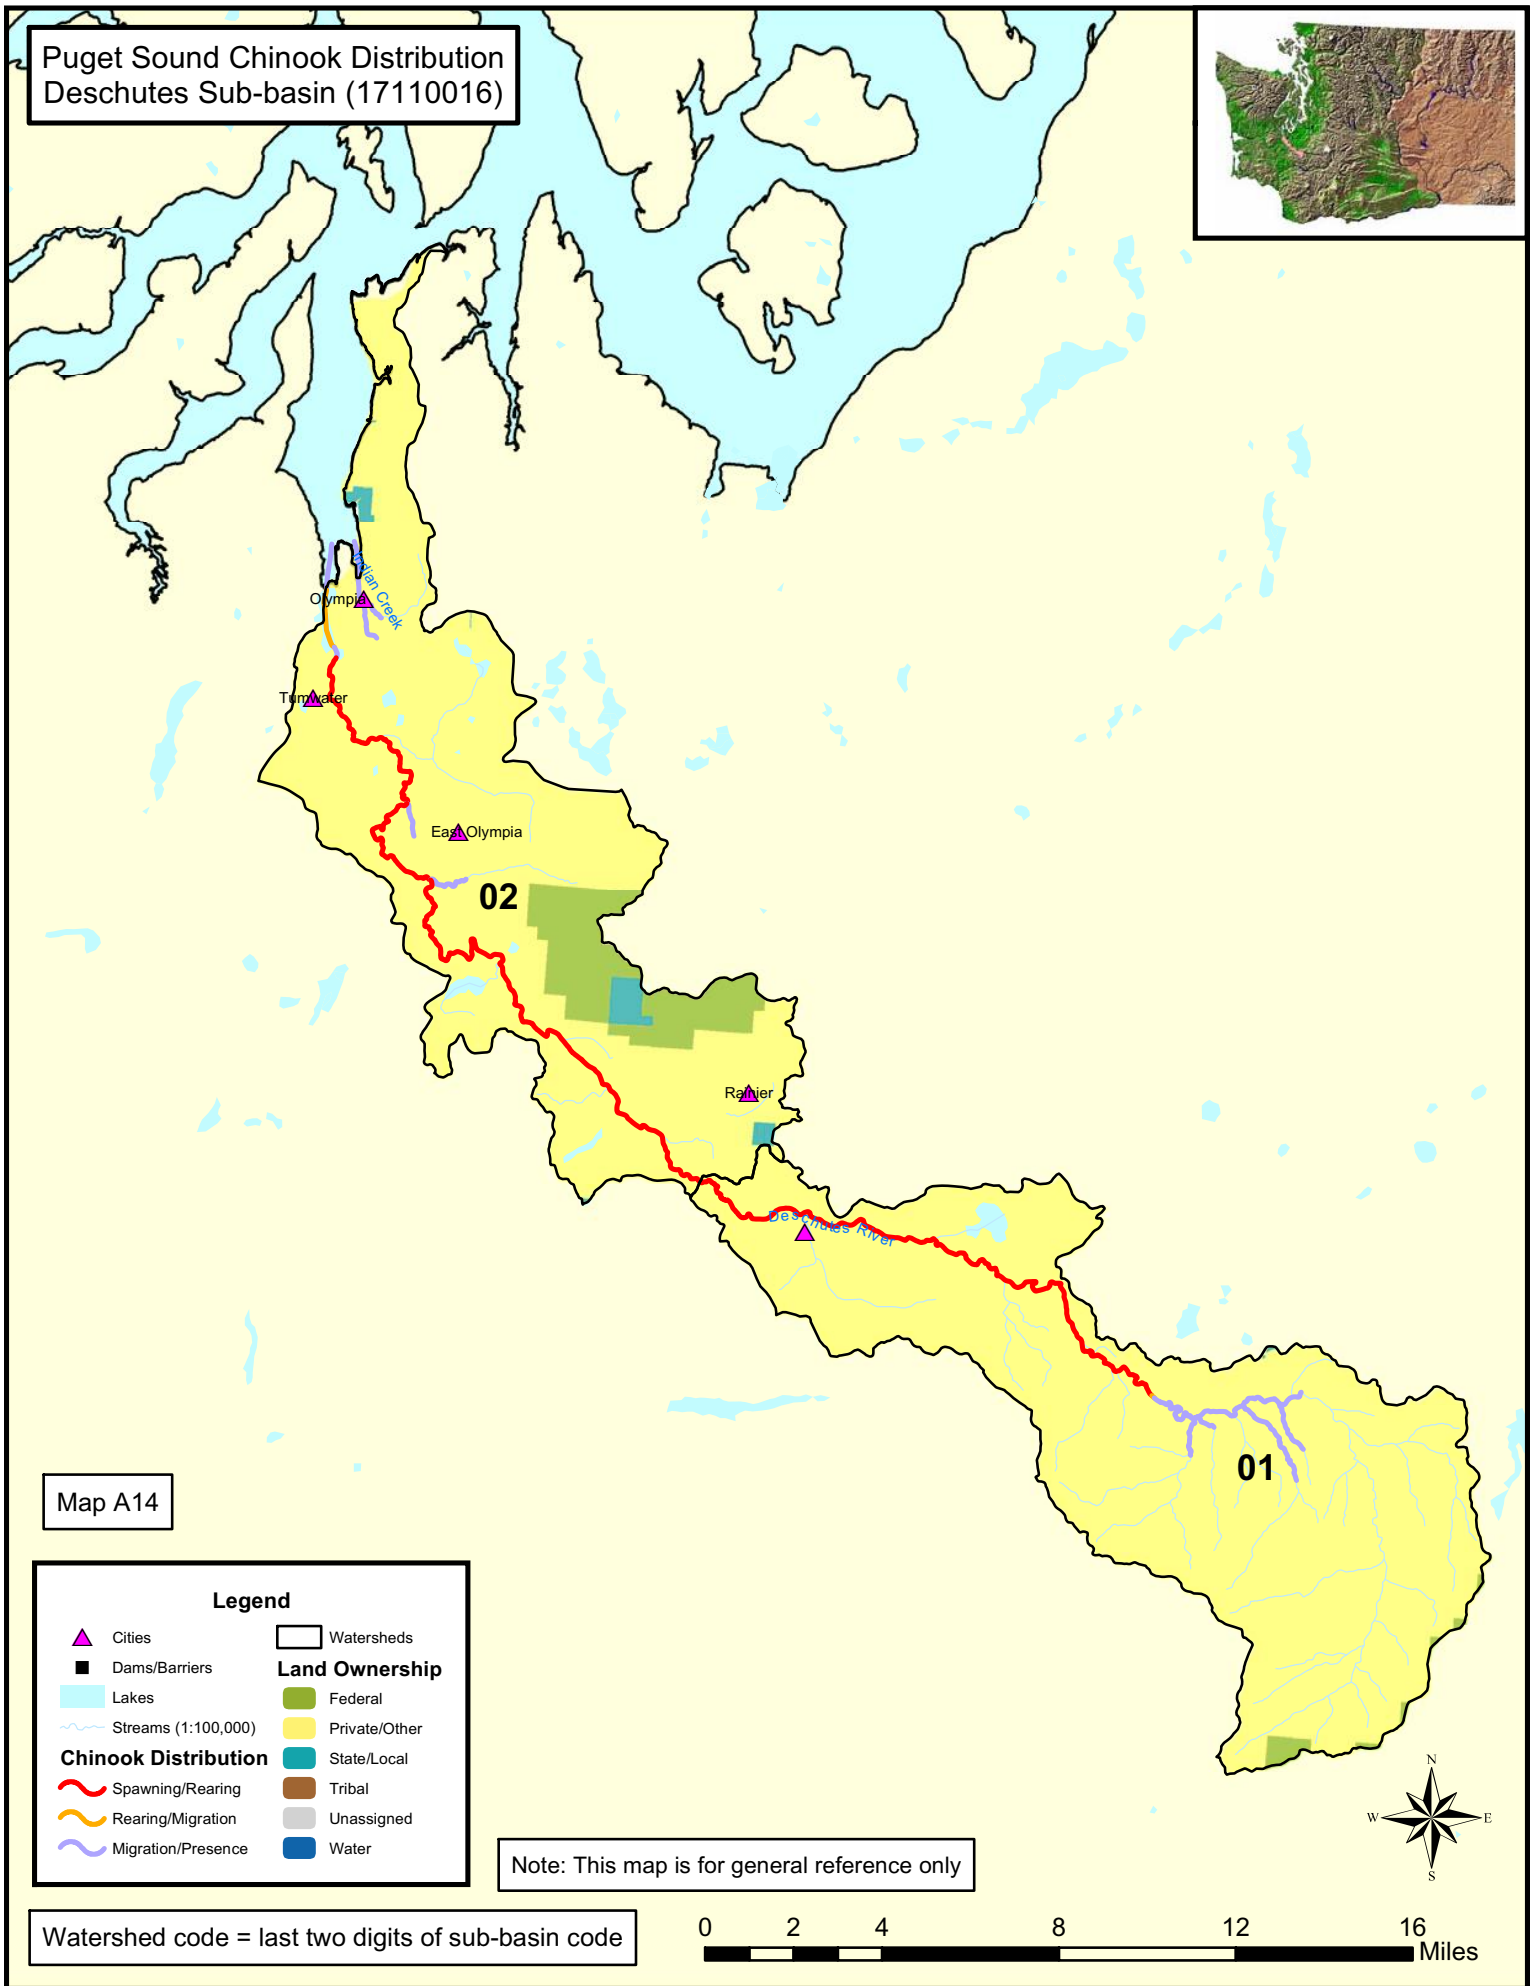 Puget Sound Chinook Distribution
Deschutes Sub-basin (17110016)
Indian Creek
Olympia
Tumwater
East Olympia
02
Rainier
Deschutes River
01
Map A14
Legend
Cities
Dams/Barriers
Lakes
Streams (1:100,000)
Chinook Distribution
Spawning/Rearing
Rearing/Migration
Migration/Presence
Watersheds
Land Ownership
Federal
Private/Other
State/Local
Tribal
Unassigned
Water
N
W
E
S
Note: This map is for general reference only
Watershed code = last two digits of sub-basin code
0 2 4 8 12 16
Miles